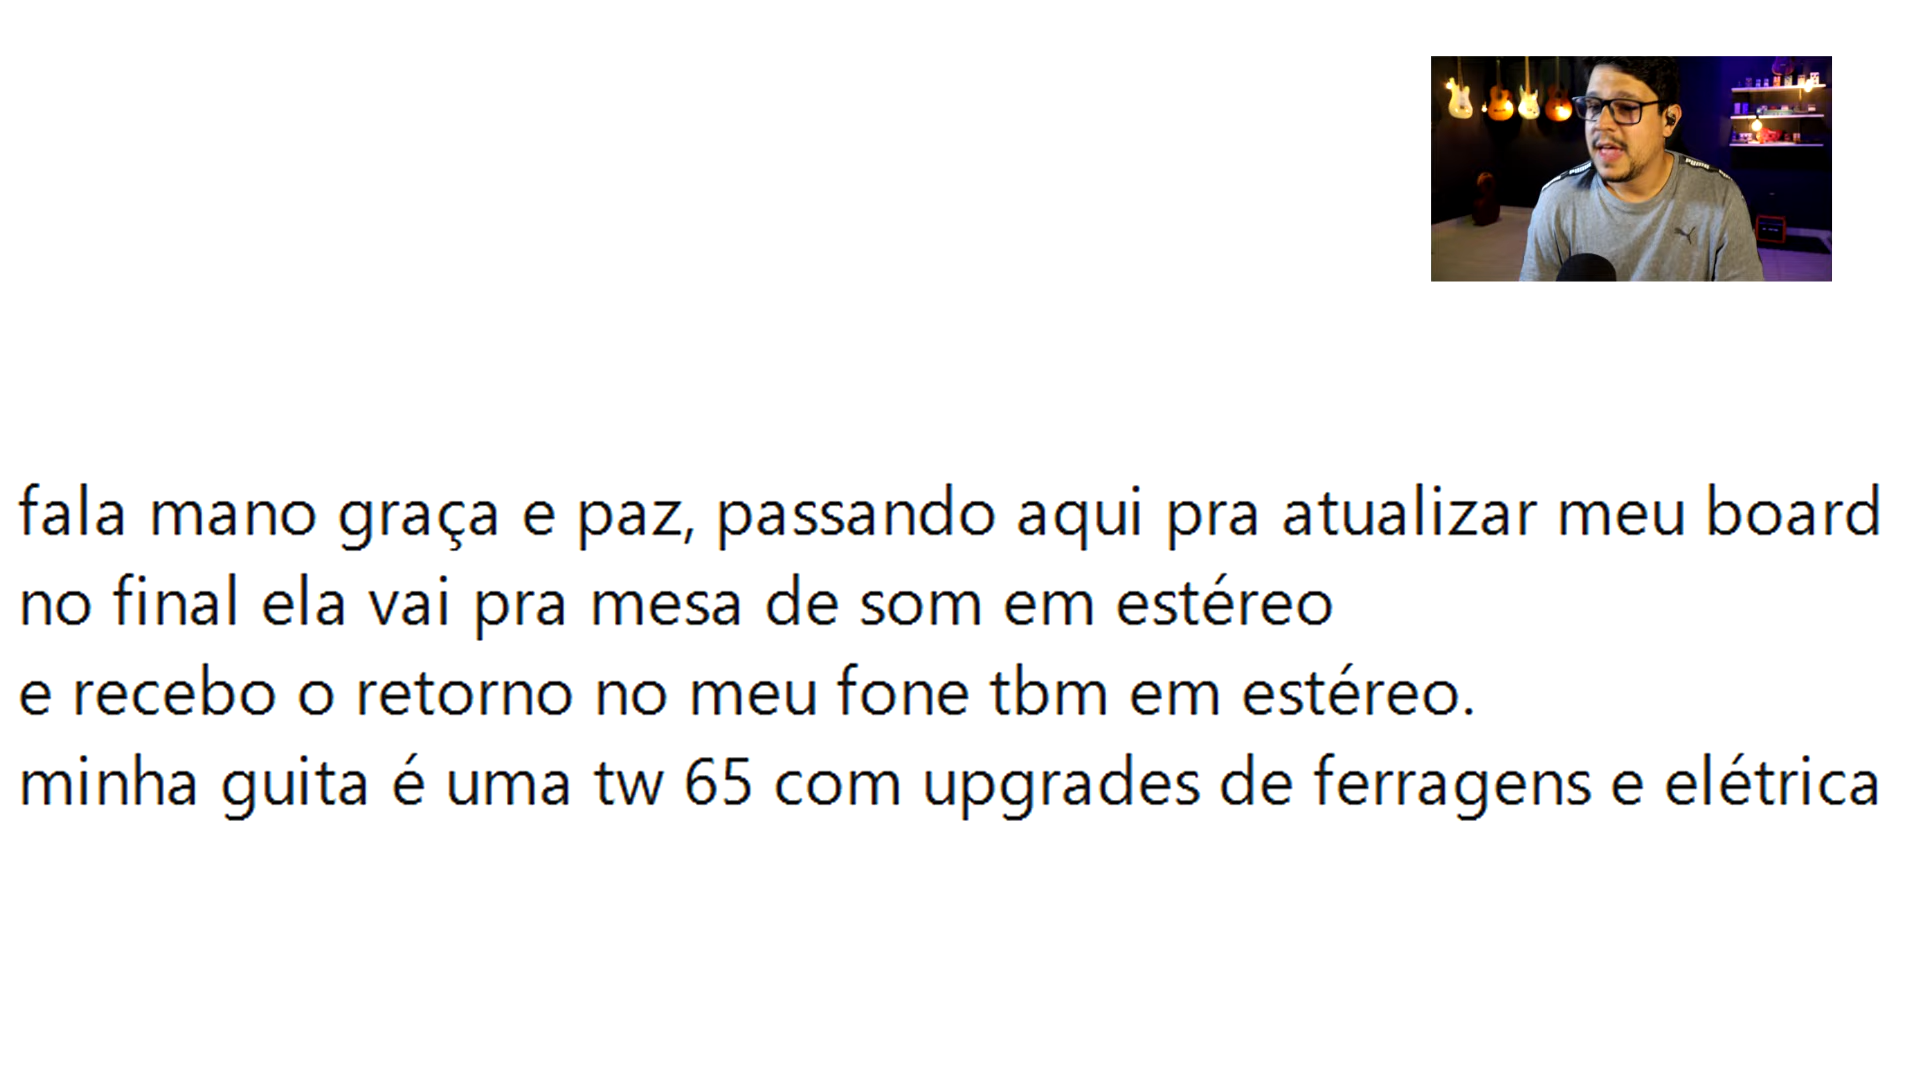 fala mano graça e paz, passando aqui pra atualizar meu board
no final ela vai pra mesa de som em estéreo
e recebo o retorno no meu fone tbm em estéreo.
minha guita é uma tw 65 com upgrades de ferragens e elétrica